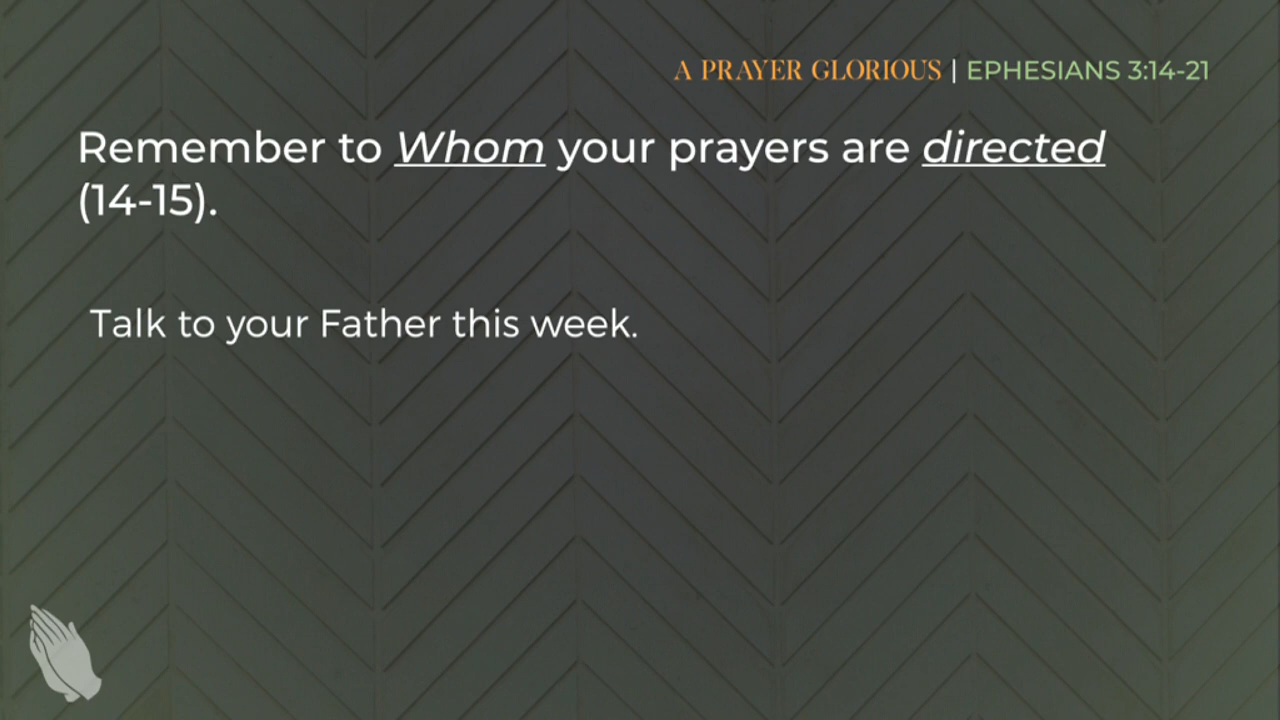 A PRAYER GLORIOUS | EPHESIANS 3:14-21
Remember to Whom your prayers are directed
(14-15).
Talk to your Father this week.